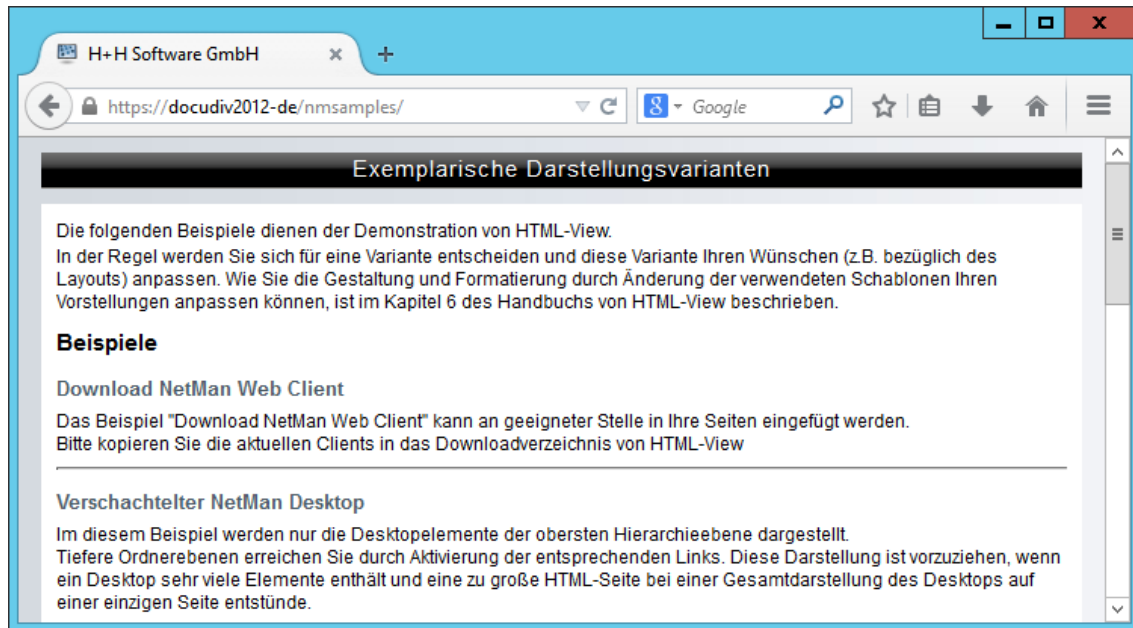 H+H Software GmbH
https://docudiv2012-de/nmsamples/
Google
Exemplarische Darstellungsvarianten
Die folgenden Beispiele dienen der Demonstration von HTML-View.
In der Regel werden Sie sich für eine Variante entscheiden und diese Variante Ihren Wünschen (z.B. bezüglich des
Layouts) anpassen. Wie Sie die Gestaltung und Formatierung durch Änderung der verwendeten Schablonen Ihren
Vorstellungen anpassen können, ist im Kapitel 6 des Handbuchs von HTML-View beschrieben.
Beispiele
Download NetMan Web Client
Das Beispiel "Download NetMan Web Client" kann an geeigneter Stelle in Ihre Seiten eingefügt werden.
Bitte kopieren Sie die aktuellen Clients in das Downloadverzeichnis von HTML-View
Verschachtelter NetMan Desktop
Im diesem Beispiel werden nur die Desktopelemente der obersten Hierarchieebene dargestellt.
Tiefere Ordnerebenen erreichen Sie durch Aktivierung der entsprechenden Links. Diese Darstellung ist vorzuziehen, wenn
ein Desktop sehr viele Elemente enthält und eine zu große HTML-Seite bei einer Gesamtdarstellung des Desktops auf
einer einzigen Seite entstünde.